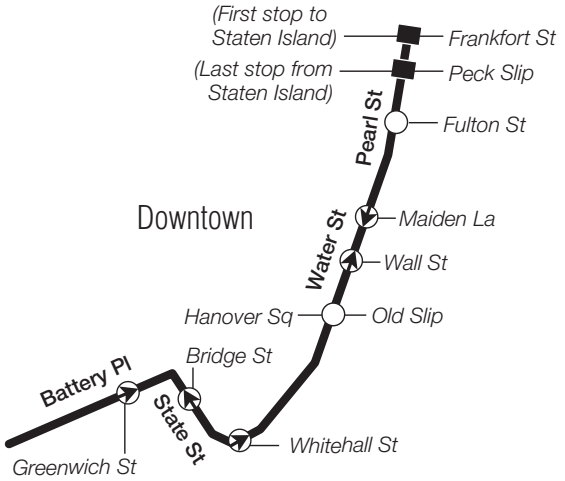 (First stop to
Staten Island)
Frankfort St
(Last stop from
Staten Island)
Peck Slip
Pearl St
Fulton St
Downtown
Maiden La
Water St
Wall St
Hanover Sq
Old Slip
Bridge St
Battery Pl
State St
Whitehall St
Greenwich St